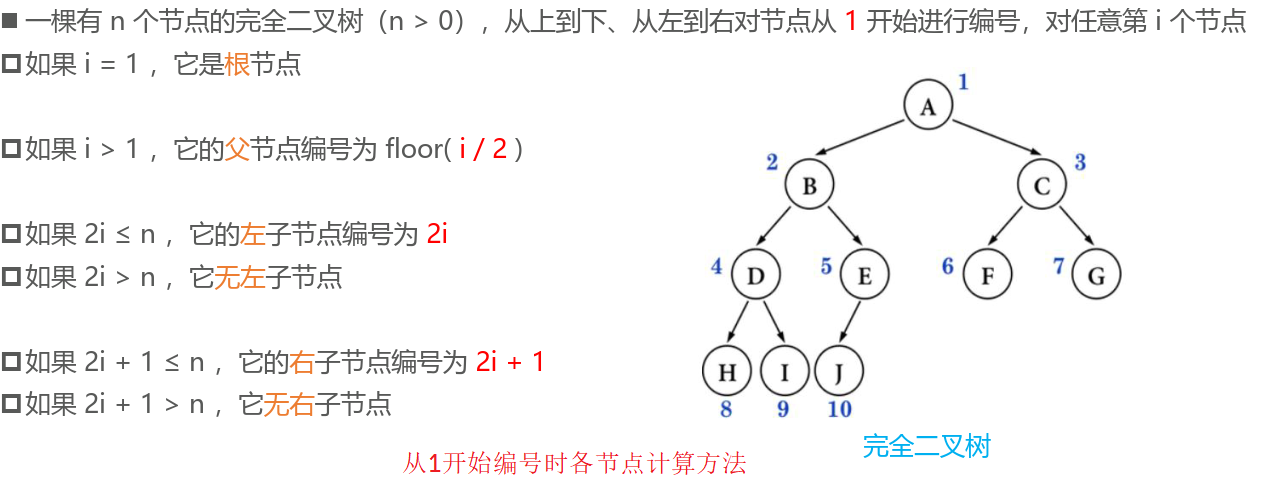 ■ 一棵有 n 个节点的完全二叉树（n > 0），从上到下、从左到右对节点从 1 开始进行编号，对任意第 i 个节点
如果 i = 1 ，它是根节点
如果 i > 1 ，它的父节点编号为 floor( i / 2 )
如果 2i ≤ n ，它的左子节点编号为 2i
如果 2i > n ，它无左子节点
如果 2i + 1 ≤ n ，它的右子节点编号为 2i + 1
如果 2i + 1 > n ，它无右子节点
1
A
2 3
B C
4 5 6 7
D E F G
H I J
8 9 10
完全二叉树
从1开始编号时各节点计算方法